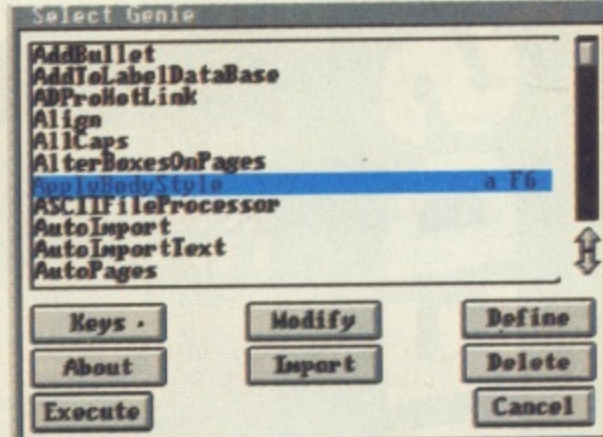 Select Genie
AddBullet
AddToLabelDataBase
ADProHotLink
Align
AllCaps
AlterBoxesOnPages
ApplyBodyStyle a F6
ASCIIFileProcessor
AutoImport
AutoImportText
AutoPages
Keys Modify Define
About Import Delete
Execute Cancel